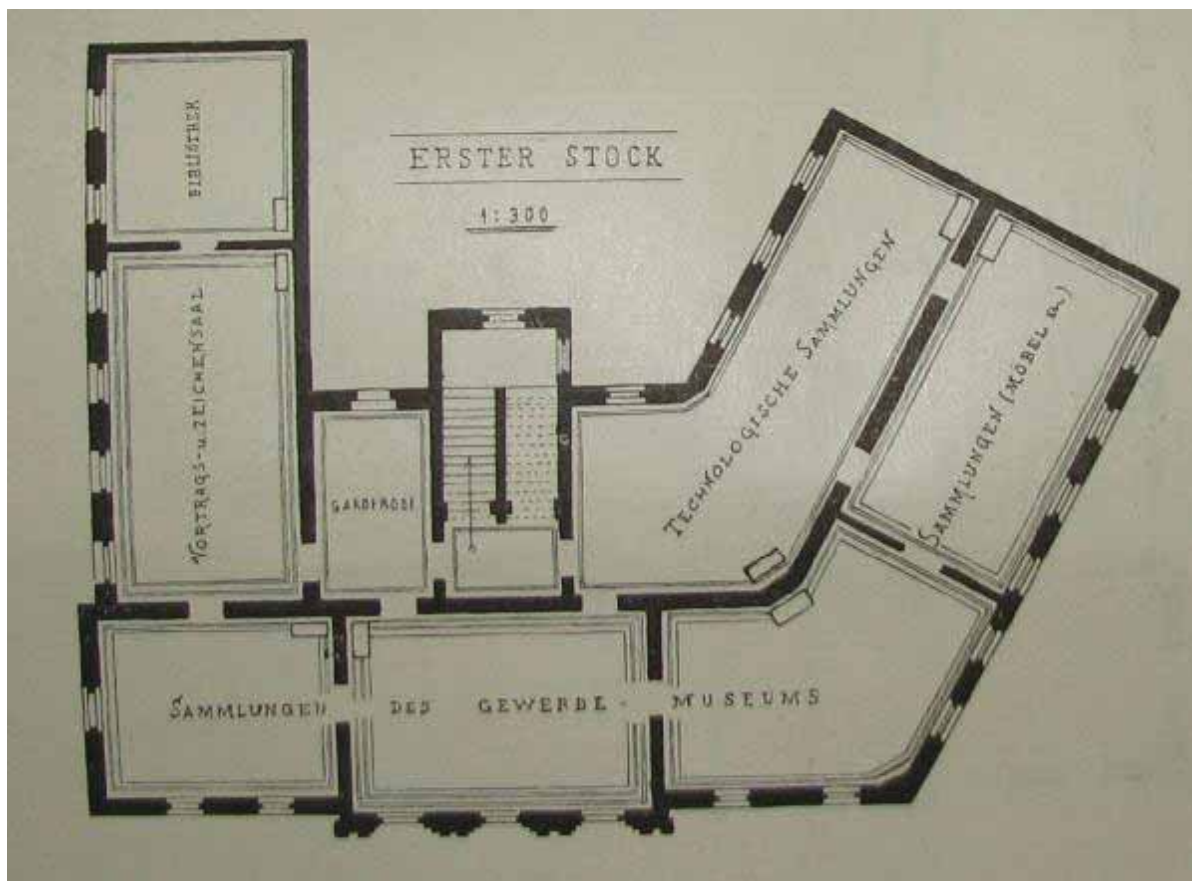 ERSTER STOCK
1:300
BIBLIOTHEK
VORTRAGS-u. ZEICHENSAAL
GARDEROBE
TECHNOLOGISCHE SAMMLUNGEN
SAMMLUNGEN (MÖBEL
SAMMLUNGEN DES GEWERBE-MUSEUMS